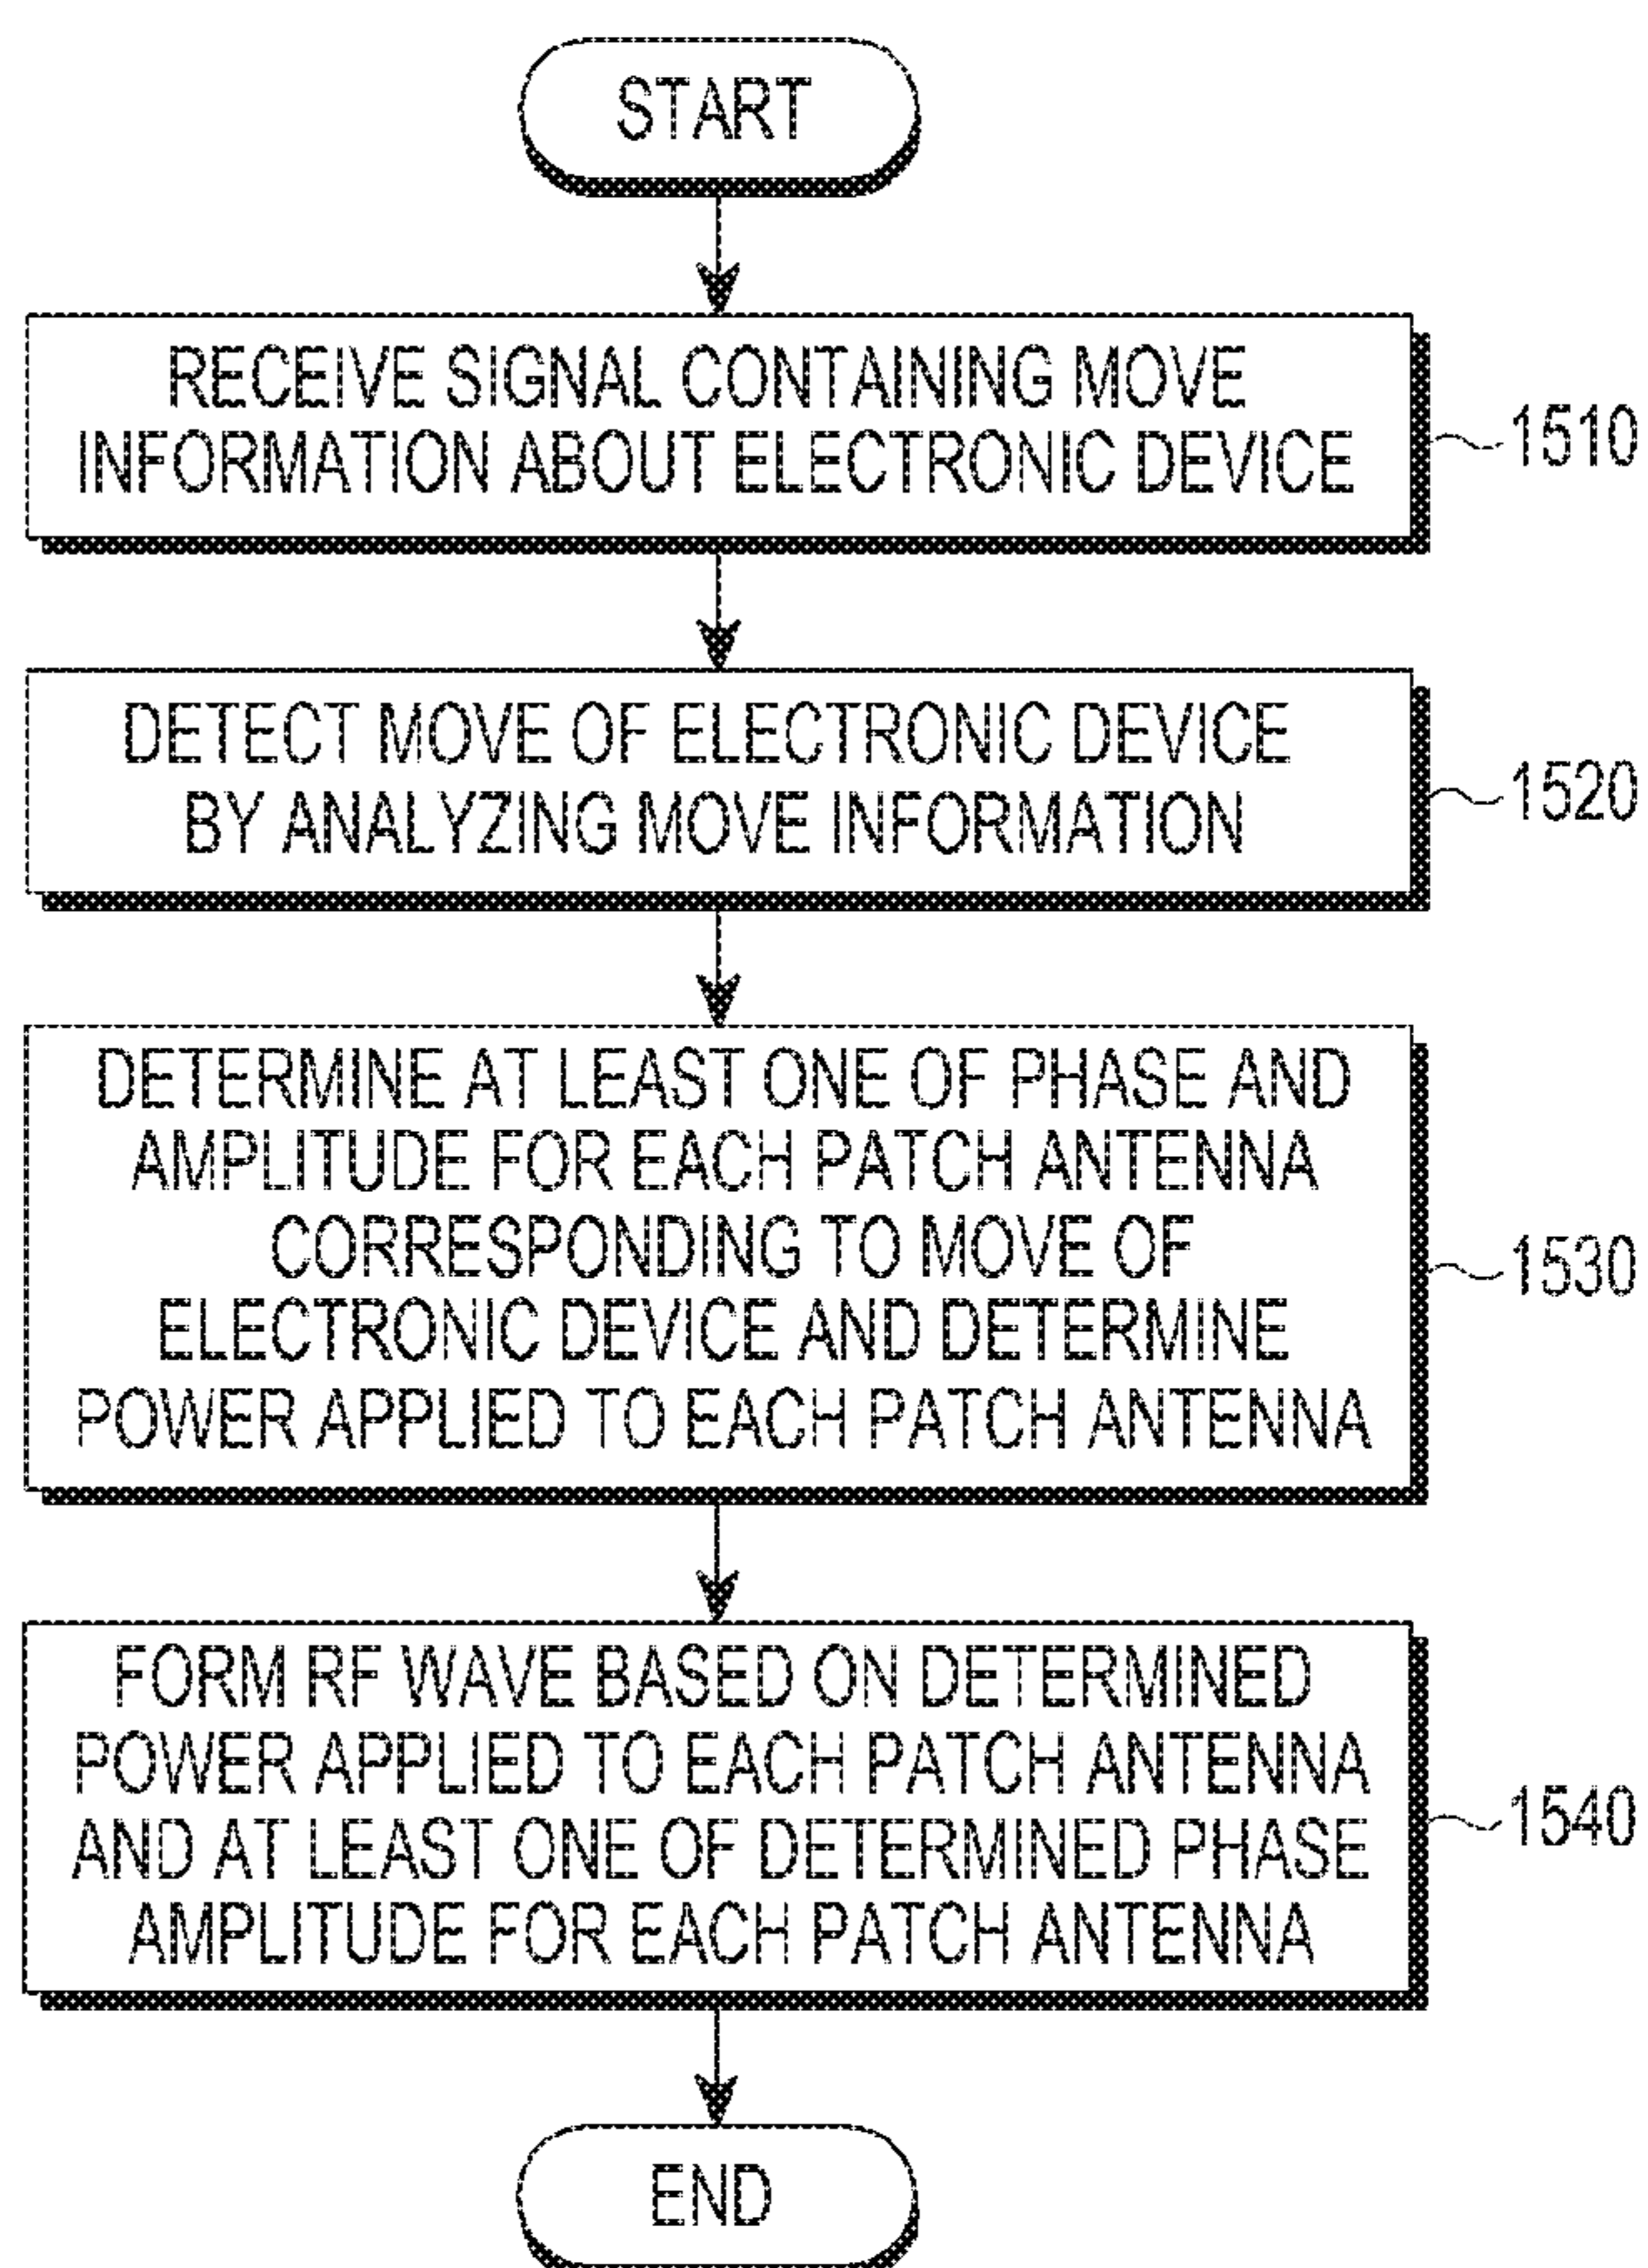 START
RECEIVE SIGNAL CONTAINING MOVE
INFORMATION ABOUT ELECTRONIC DEVICE
1510
DETECT MOVE OF ELECTRONIC DEVICE
BY ANALYZING MOVE INFORMATION
1520
DETERMINE AT LEAST ONE OF PHASE AND
AMPLITUDE FOR EACH PATCH ANTENNA
CORRESPONDING TO MOVE OF
ELECTRONIC DEVICE AND DETERMINE
POWER APPLIED TO EACH PATCH ANTENNA
1530
FORM RF WAVE BASED ON DETERMINED
POWER APPLIED TO EACH PATCH ANTENNA
AND AT LEAST ONE OF DETERMINED PHASE
AMPLITUDE FOR EACH PATCH ANTENNA
1540
END